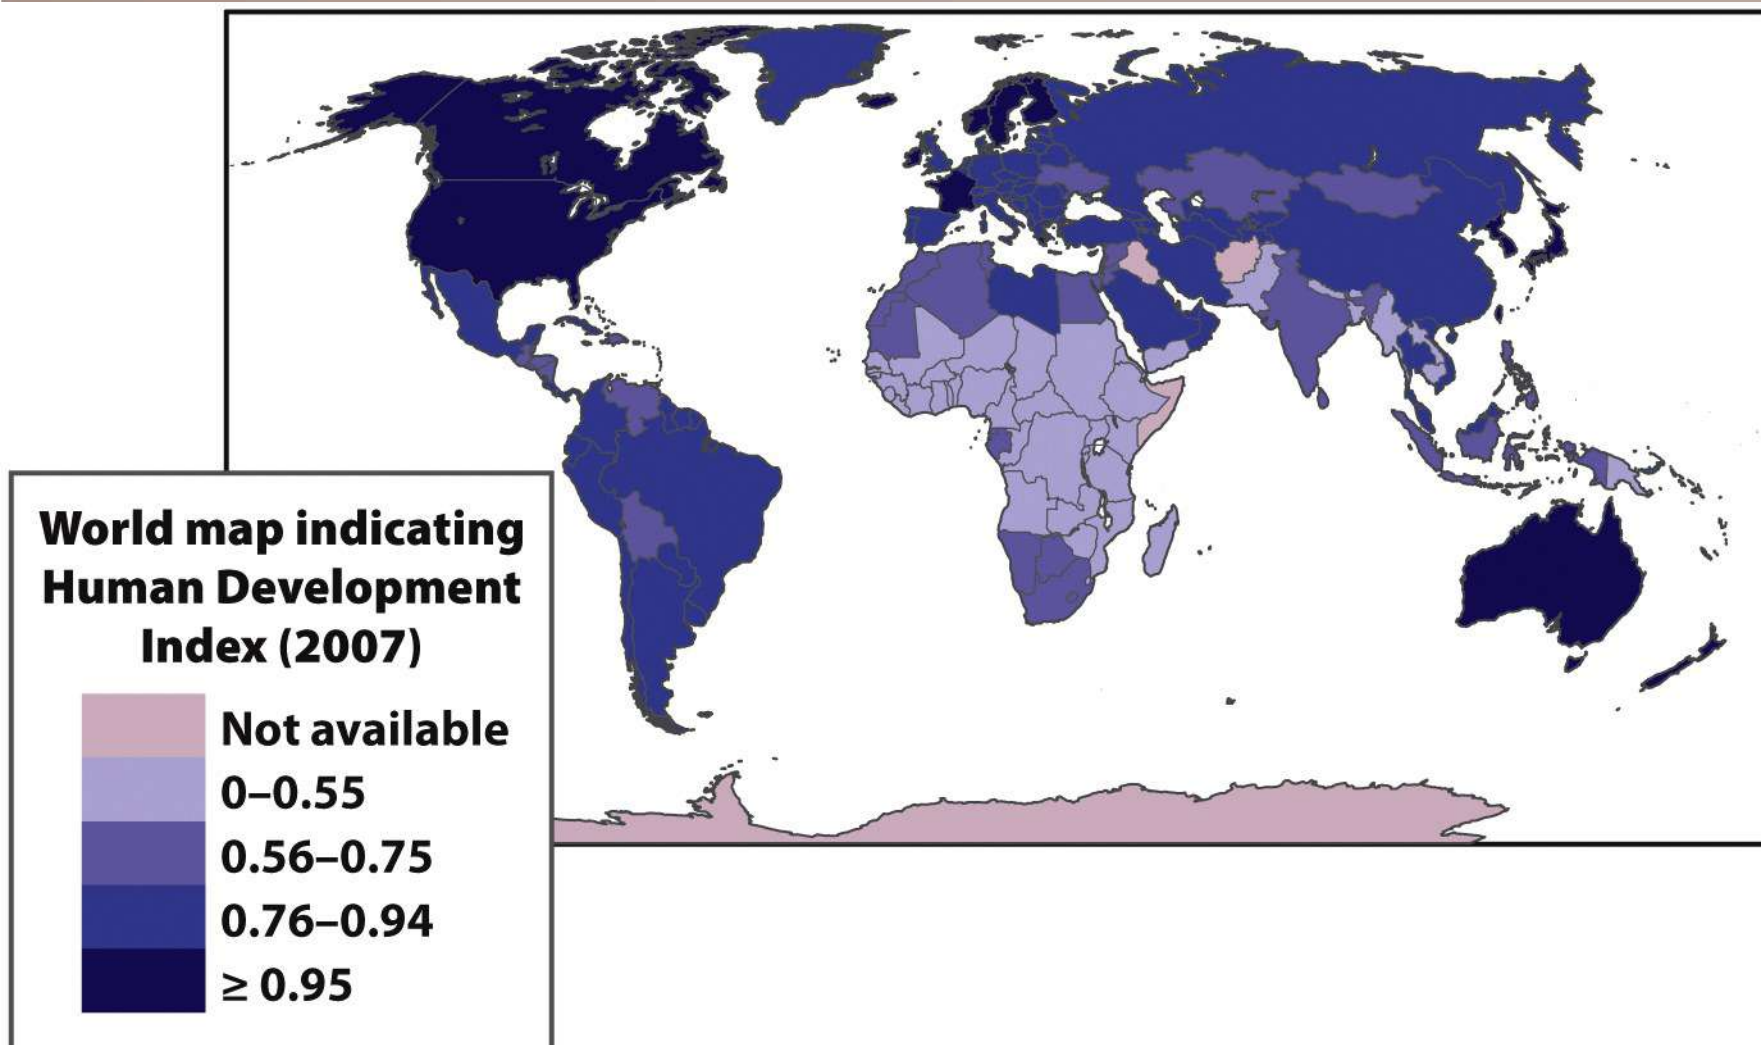 World map indicating
Human Development
Index (2007)
Not available
0–0.55
0.56–0.75
0.76–0.94
≥ 0.95